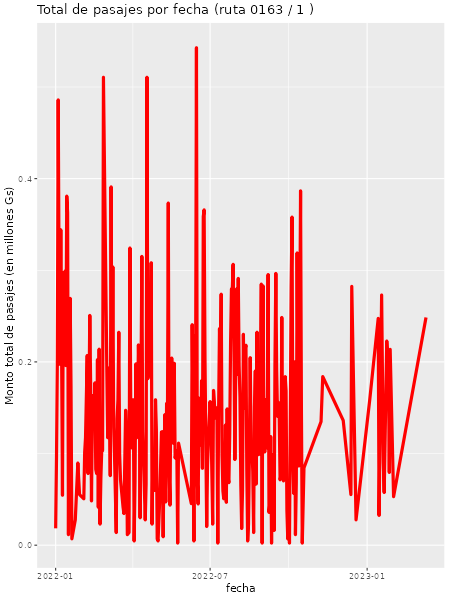 Total de pasajes por fecha (ruta 0163 / 1 )
Monto total de pasajes (en millones Gs)
0.4
0.2
0.0
2022-01
2022-07
2023-01
fecha